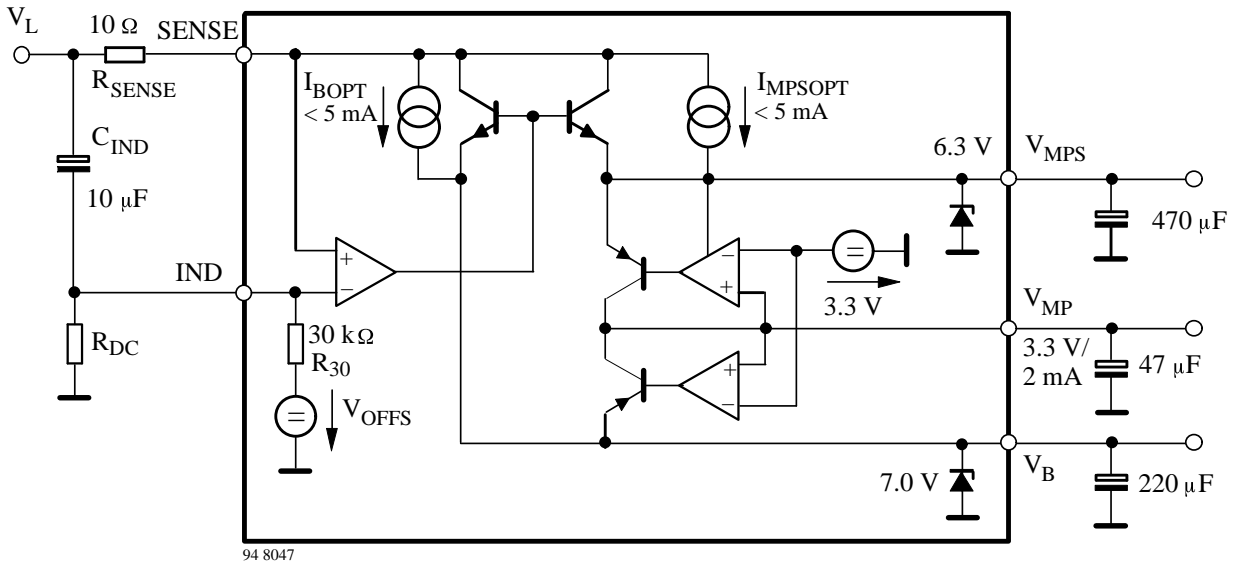 V_L
10 Ω
SENSE
R_SENSE
C_IND
10 μF
IND
R_DC
I_BOPT
< 5 mA
I_MPSOPT
< 5 mA
+
−
30 kΩ
R_30
=
V_OFFS
−
+
=
3.3 V
+
−
6.3 V
V_MPS
470 μF
V_MP
3.3 V/
2 mA
47 μF
7.0 V
V_B
220 μF
94 8047